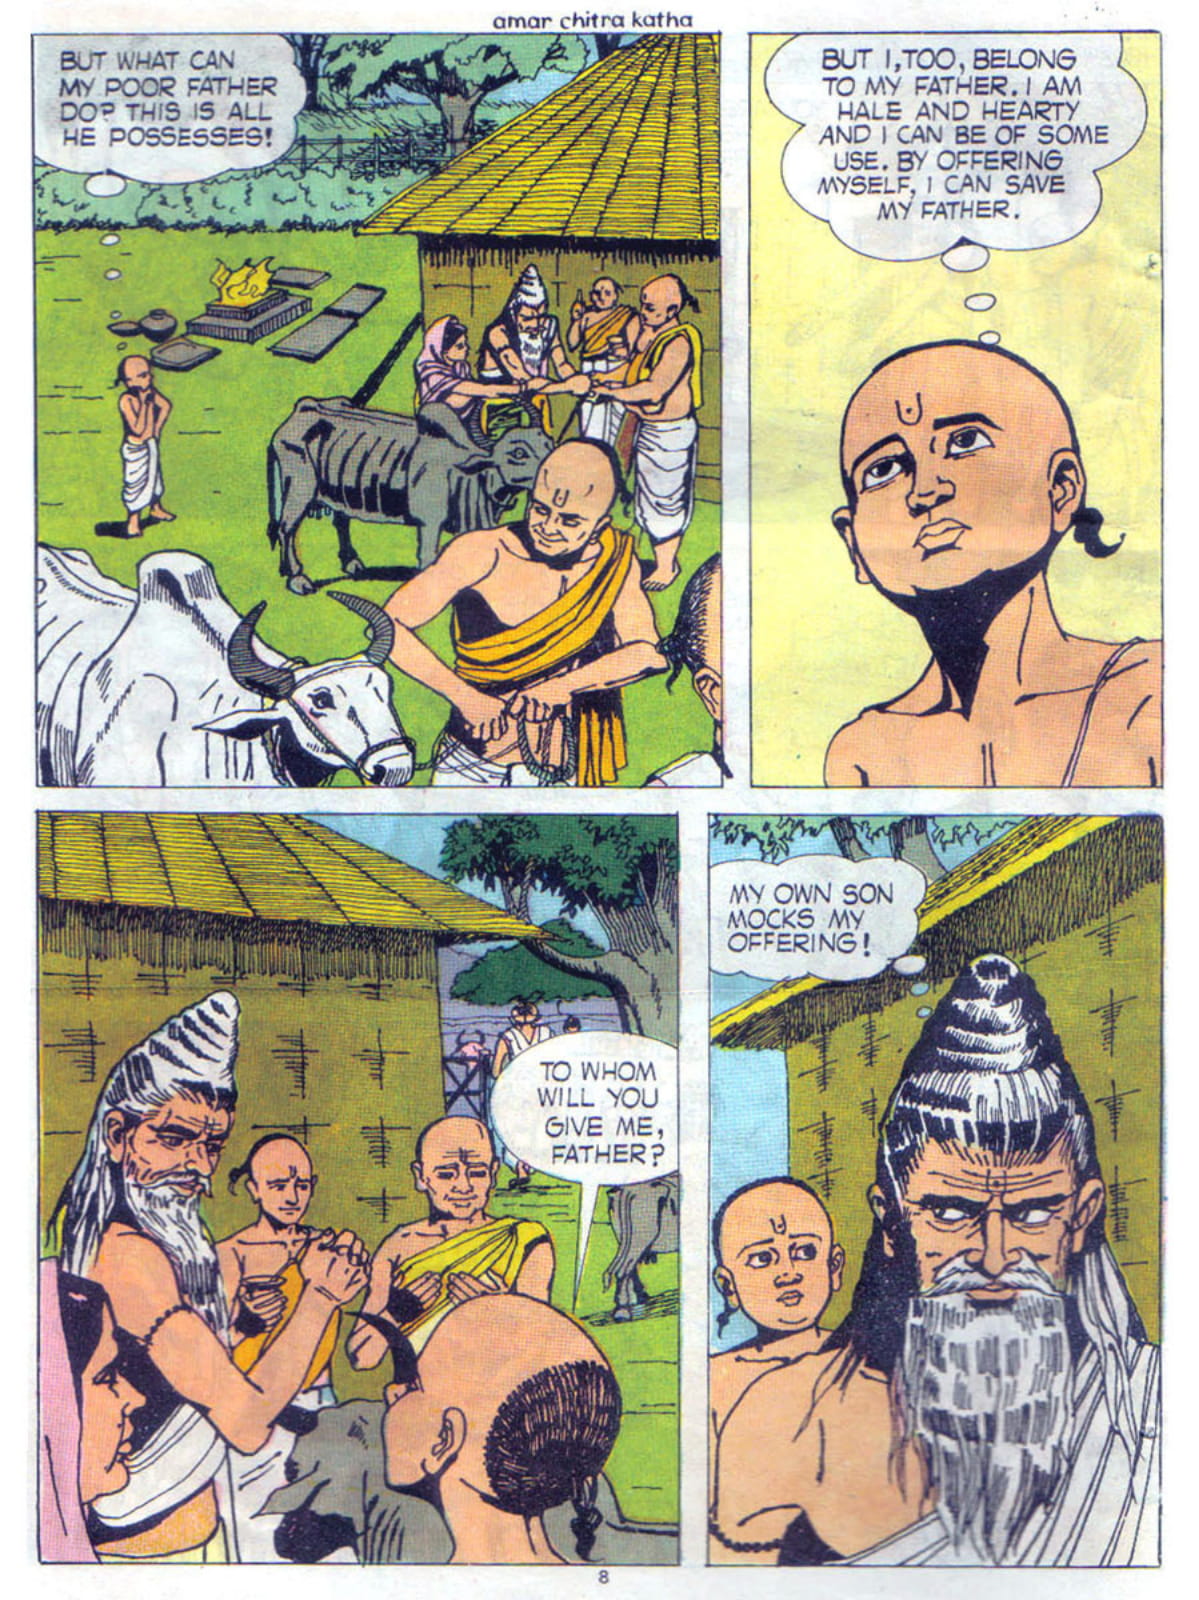 amar chitra katha
BUT WHAT CAN
MY POOR FATHER
DO? THIS IS ALL
HE POSSESSES!
BUT I, TOO, BELONG
TO MY FATHER. I AM
HALE AND HEARTY
AND I CAN BE OF SOME
USE. BY OFFERING
MYSELF, I CAN SAVE
MY FATHER.
TO WHOM
WILL YOU
GIVE ME,
FATHER?
MY OWN SON
MOCKS MY
OFFERING!
8